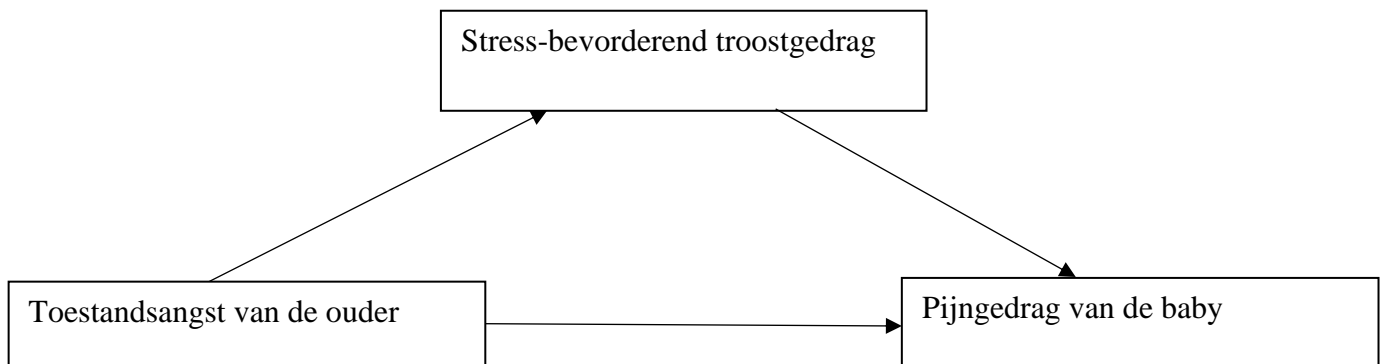 Stress-bevorderend troostgedrag
Toestandsangst van de ouder
Pijngedrag van de baby